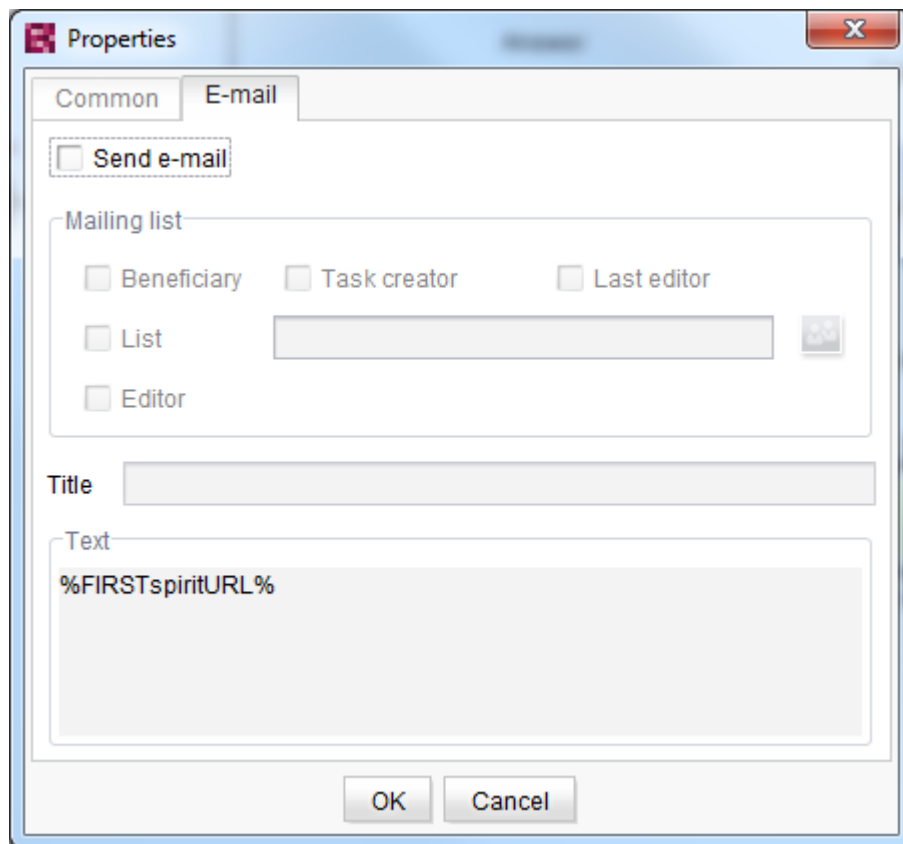 Properties
Common E-mail
Send e-mail
Mailing list
Beneficiary Task creator Last editor
List
Editor
Title
Text
%FIRSTspiritURL%
OK Cancel